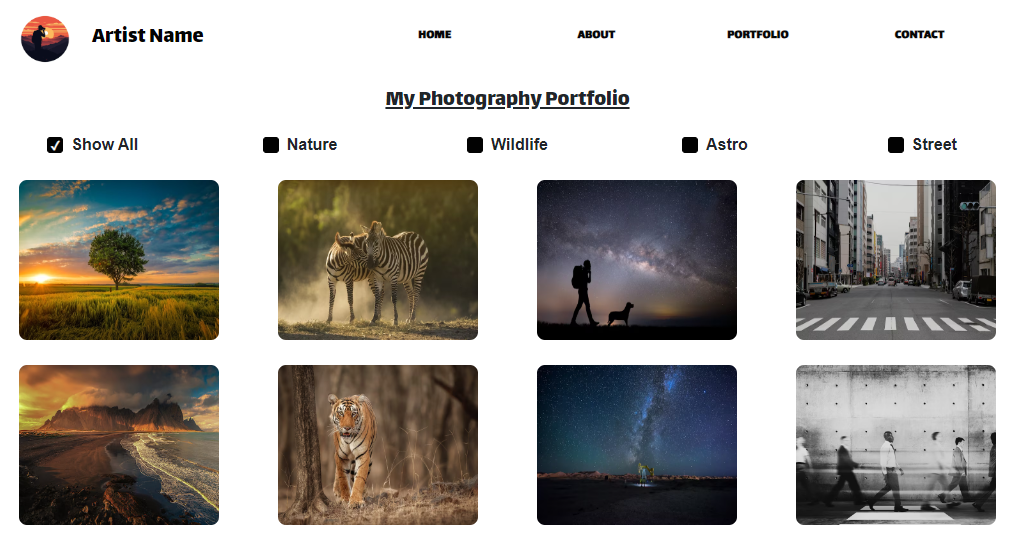 Artist Name HOME ABOUT PORTFOLIO CONTACT
My Photography Portfolio
Show All Nature Wildlife Astro Street